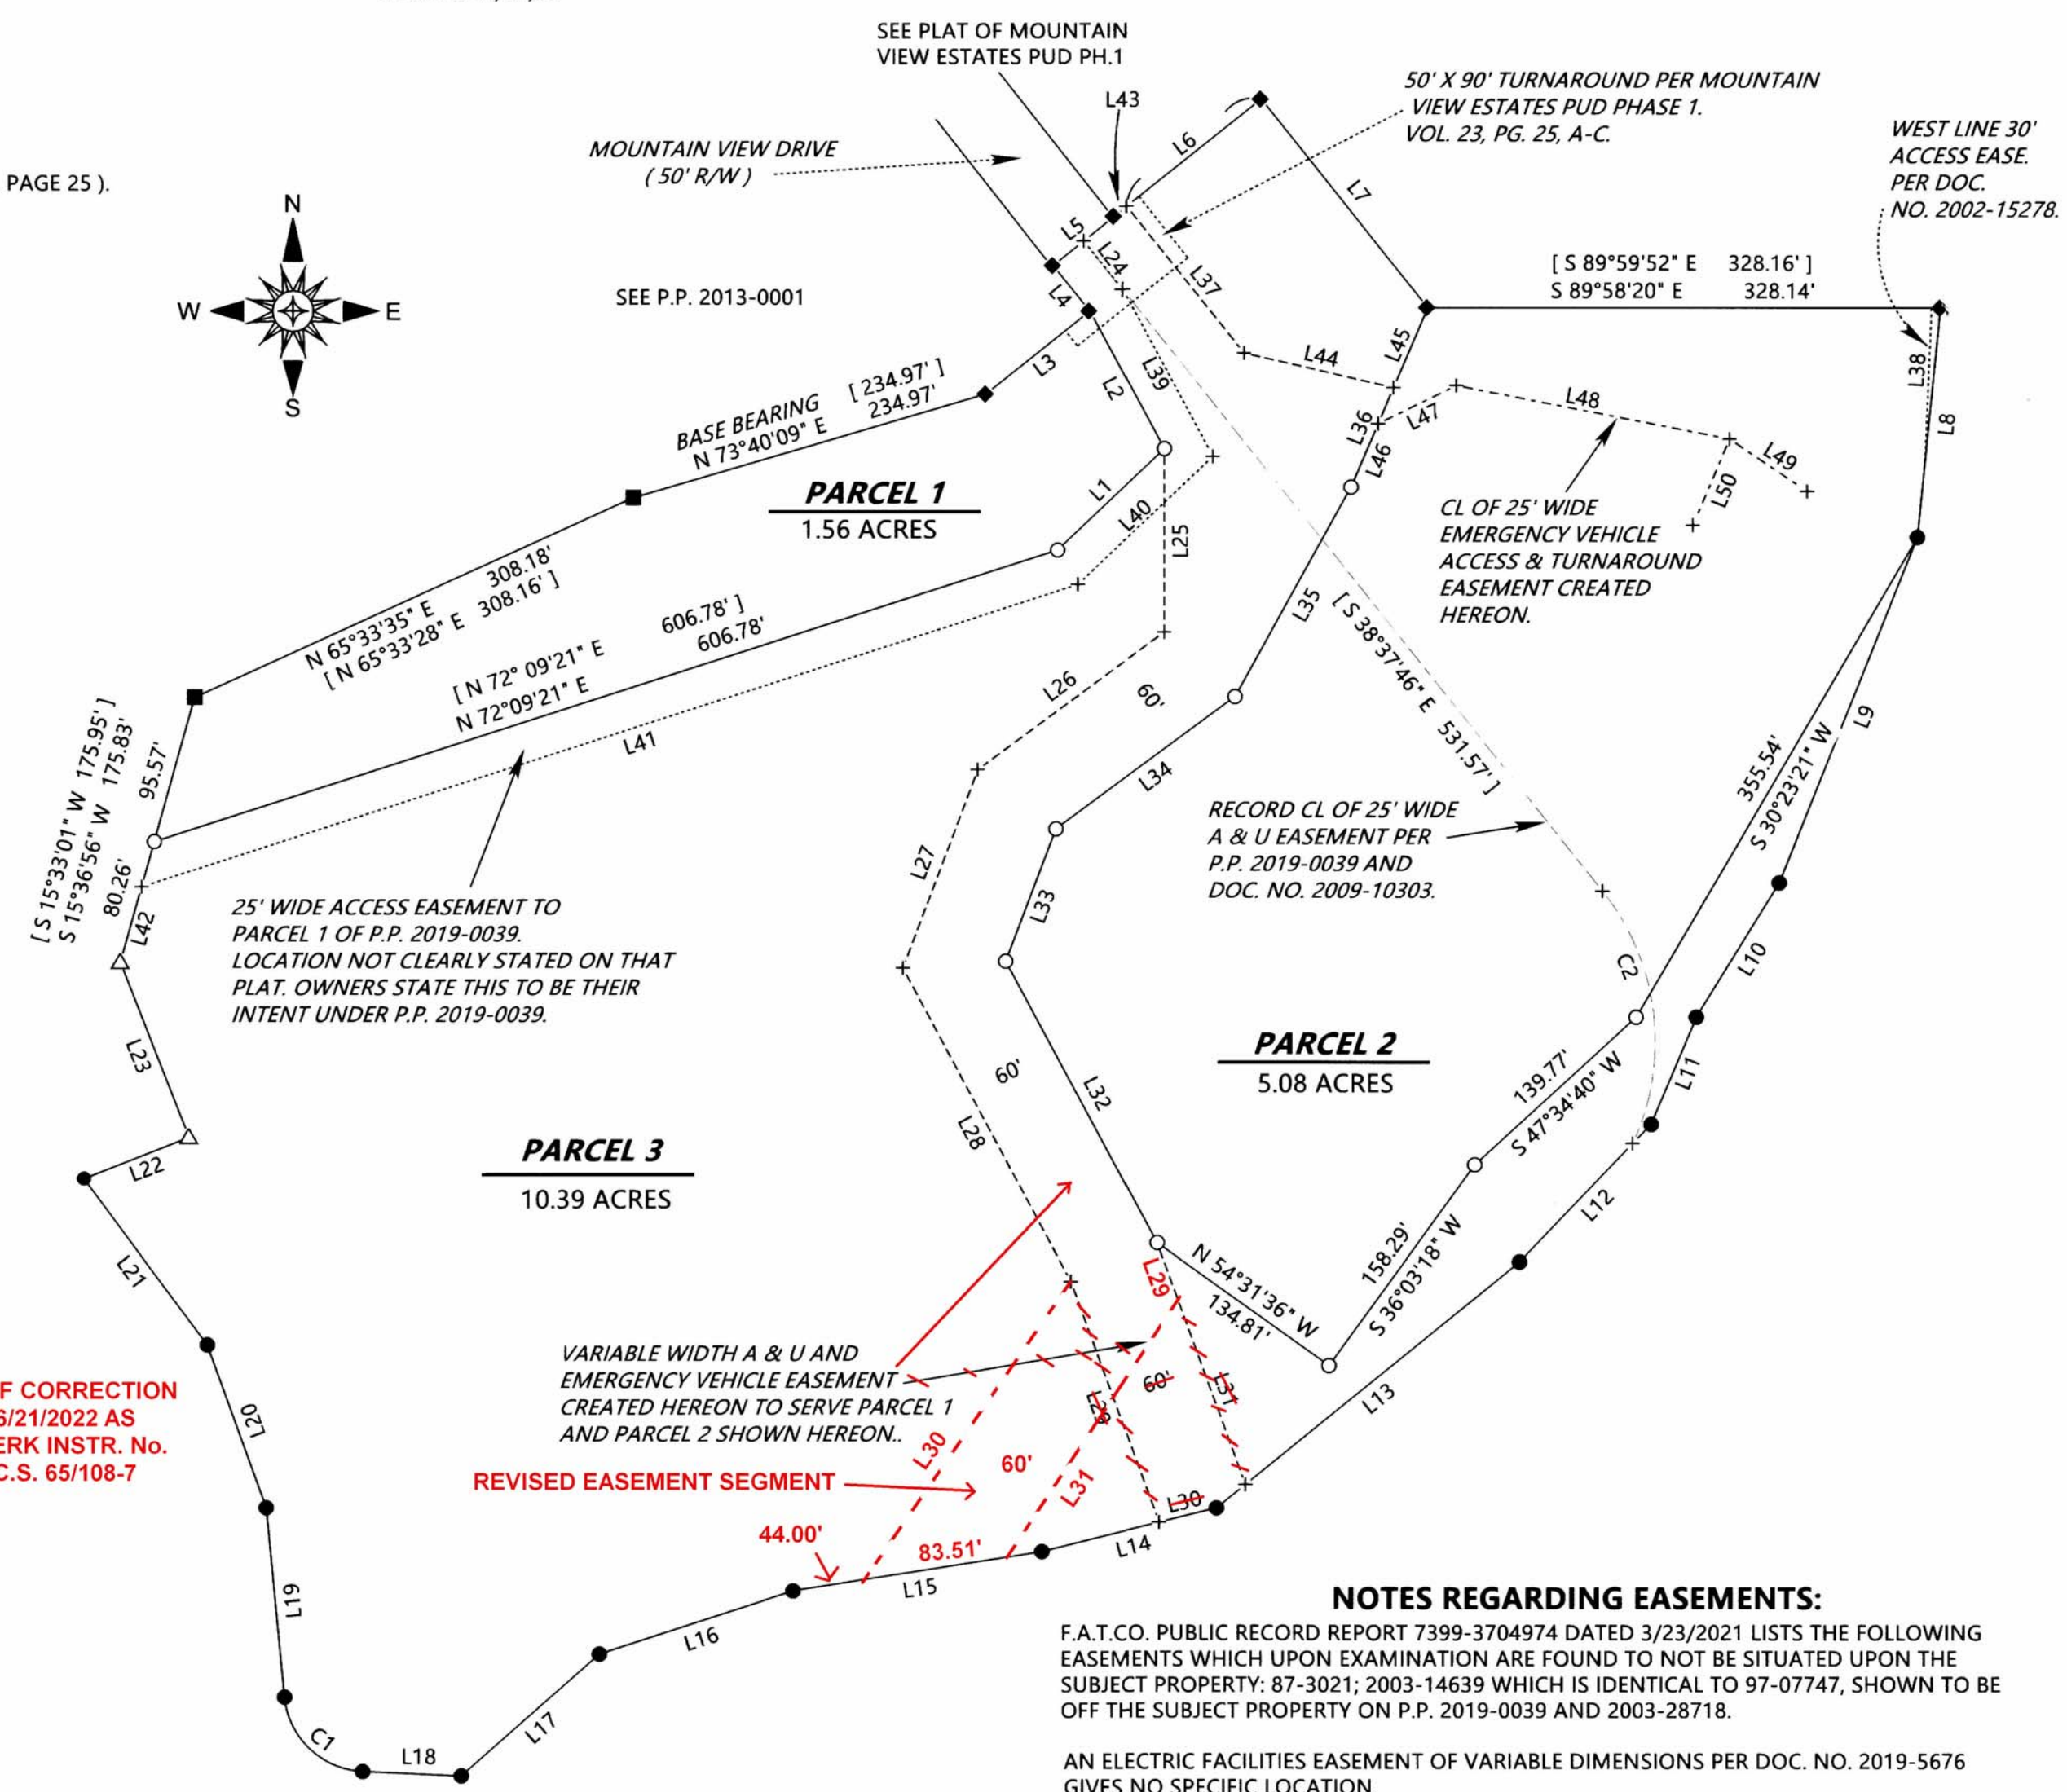 SEE PLAT OF MOUNTAIN
VIEW ESTATES PUD PH.1
L43
50' X 90' TURNAROUND PER MOUNTAIN
VIEW ESTATES PUD PHASE 1.
VOL. 23, PG. 25, A-C.
WEST LINE 30'
ACCESS EASE.
PER DOC.
NO. 2002-15278.
MOUNTAIN VIEW DRIVE
( 50' R/W )
PAGE 25 ).
N
W
E
S
SEE P.P. 2013-0001
L6
L7
L5
L24
L37
L4
L3
L2
L39
L44
L45
[ S 89°59'52" E 328.16' ]
S 89°58'20" E 328.14'
L38
L8
L36
L47
L46
L48
L49
L50
BASE BEARING [ 234.97' ]
N 73°40'09" E 234.97'
PARCEL 1
1.56 ACRES
L1
L40
L25
CL OF 25' WIDE
EMERGENCY VEHICLE
ACCESS & TURNAROUND
EASEMENT CREATED
HEREON.
308.18'
N 65°33'35" E
[ N 65°33'28" E 308.16' ]
606.78' ]
[ N 72° 09'21" E
606.78'
N 72°09'21" E
L41
L35
[ S 38°37'46" E 531.57' ]
L26
60'
L34
[ S 15°33'01" W 175.95' ]
S 15°36'56" W 175.83'
95.57'
80.26'
L42
L27
L33
RECORD CL OF 25' WIDE
A & U EASEMENT PER
P.P. 2019-0039 AND
DOC. NO. 2009-10303.
355.54'
S 30°23'21" W
L9
25' WIDE ACCESS EASEMENT TO
PARCEL 1 OF P.P. 2019-0039.
LOCATION NOT CLEARLY STATED ON THAT
PLAT. OWNERS STATE THIS TO BE THEIR
INTENT UNDER P.P. 2019-0039.
C2
L10
L23
60'
L32
PARCEL 2
5.08 ACRES
139.77'
S 47°34'40" W
L11
L28
PARCEL 3
10.39 ACRES
L22
L12
L21
L29
N 54°31'36" W
134.81'
158.29'
S 36°03'18" W
VARIABLE WIDTH A & U AND
EMERGENCY VEHICLE EASEMENT
CREATED HEREON TO SERVE PARCEL 1
AND PARCEL 2 SHOWN HEREON..
60'
L31
L13
F CORRECTION
6/21/2022 AS
ERK INSTR. No.
C.S. 65/108-7
L20
L30
60'
L31
REVISED EASEMENT SEGMENT
L30
44.00'
83.51'
L14
L15
L19
L16
L17
C1
L18
NOTES REGARDING EASEMENTS:
F.A.T.CO. PUBLIC RECORD REPORT 7399-3704974 DATED 3/23/2021 LISTS THE FOLLOWING
EASEMENTS WHICH UPON EXAMINATION ARE FOUND TO NOT BE SITUATED UPON THE
SUBJECT PROPERTY: 87-3021; 2003-14639 WHICH IS IDENTICAL TO 97-07747, SHOWN TO BE
OFF THE SUBJECT PROPERTY ON P.P. 2019-0039 AND 2003-28718.
AN ELECTRIC FACILITIES EASEMENT OF VARIABLE DIMENSIONS PER DOC. NO. 2019-5676
GIVES NO SPECIFIC LOCATION